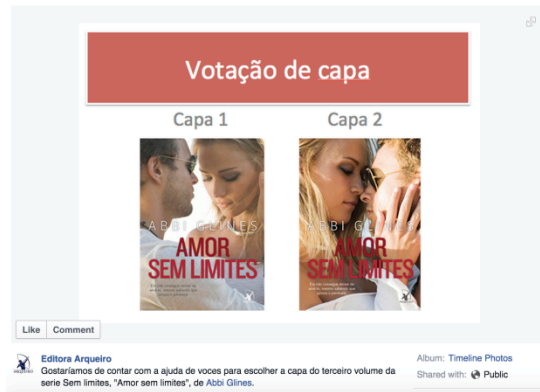 Votação de capa
Capa 1
Capa 2
ABBI GLINES
AMOR
SEM LIMITES
ABBI GLINES
AMOR
SEM LIMITES
Like Comment
Editora Arqueiro
Gostaríamos de contar com a ajuda de voces para escolher a capa do terceiro volume da
serie Sem limites, "Amor sem limites", de Abbi Glines.
Album: Timeline Photos
Shared with: Public